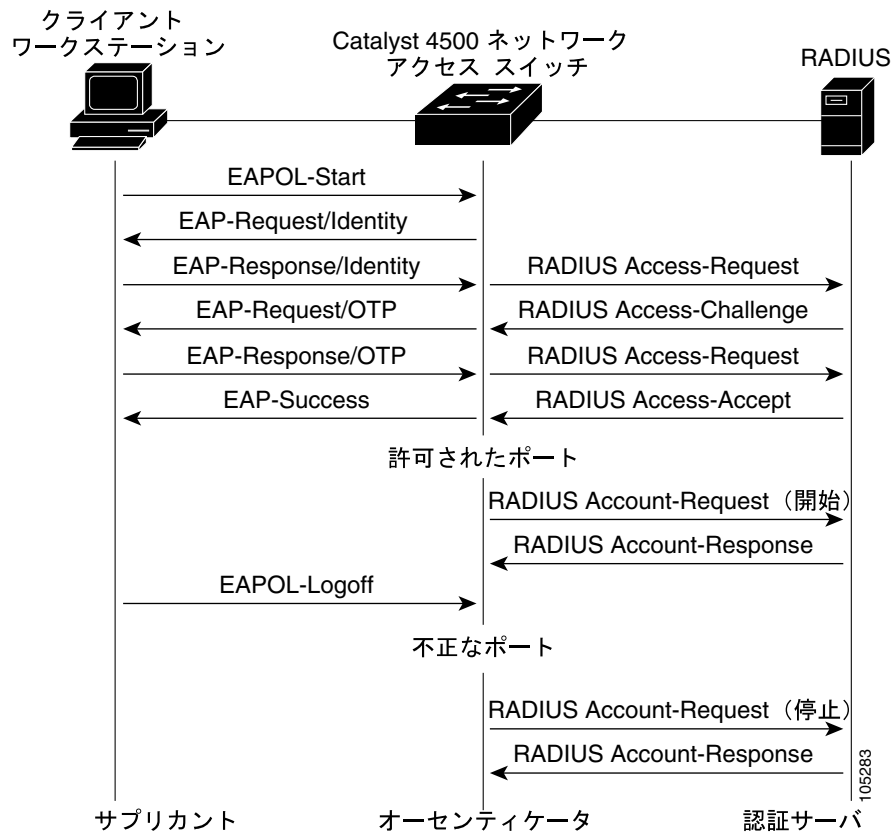 クライアント
ワークステーション
Catalyst 4500 ネットワーク
アクセス スイッチ
RADIUS
EAPOL-Start
EAP-Request/Identity
EAP-Response/Identity
RADIUS Access-Request
EAP-Request/OTP
RADIUS Access-Challenge
EAP-Response/OTP
RADIUS Access-Request
EAP-Success
RADIUS Access-Accept
許可されたポート
RADIUS Account-Request（開始）
RADIUS Account-Response
EAPOL-Logoff
不正なポート
RADIUS Account-Request（停止）
RADIUS Account-Response
105283
サプリカント
オーセンティケータ
認証サーバ